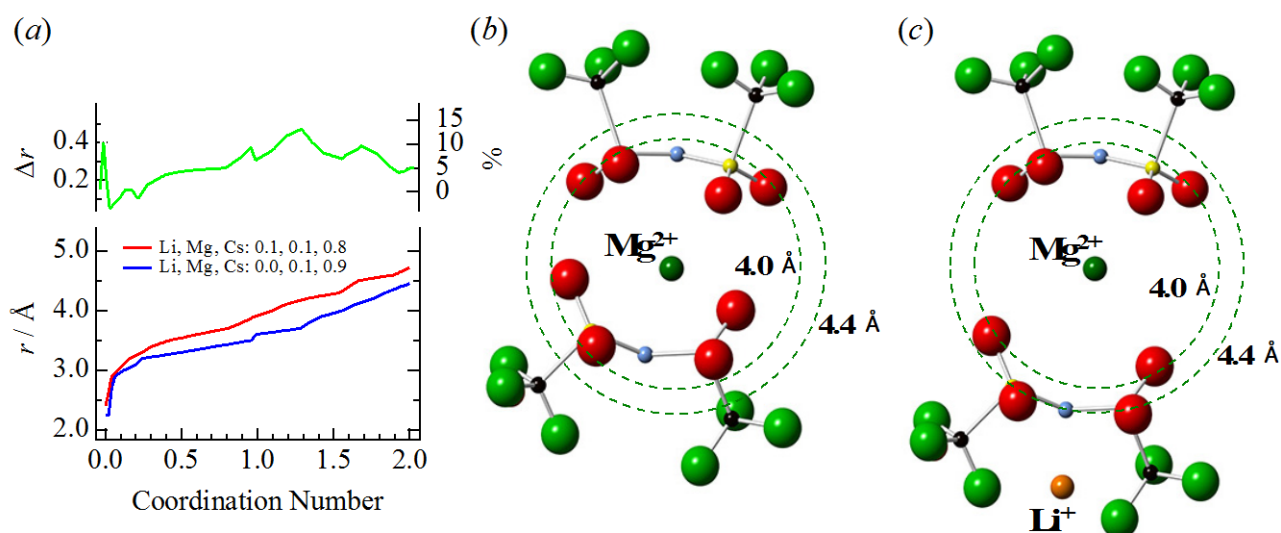 (a)
0.4
0.2
Δr
15
10
5
0
%
Li, Mg, Cs: 0.1, 0.1, 0.8
Li, Mg, Cs: 0.0, 0.1, 0.9
5.0
4.0
3.0
2.0
r / Å
0.0
0.5
1.0
1.5
2.0
Coordination Number
(b)
Mg²⁺
4.0 Å
4.4 Å
(c)
Mg²⁺
4.0 Å
4.4 Å
Li⁺